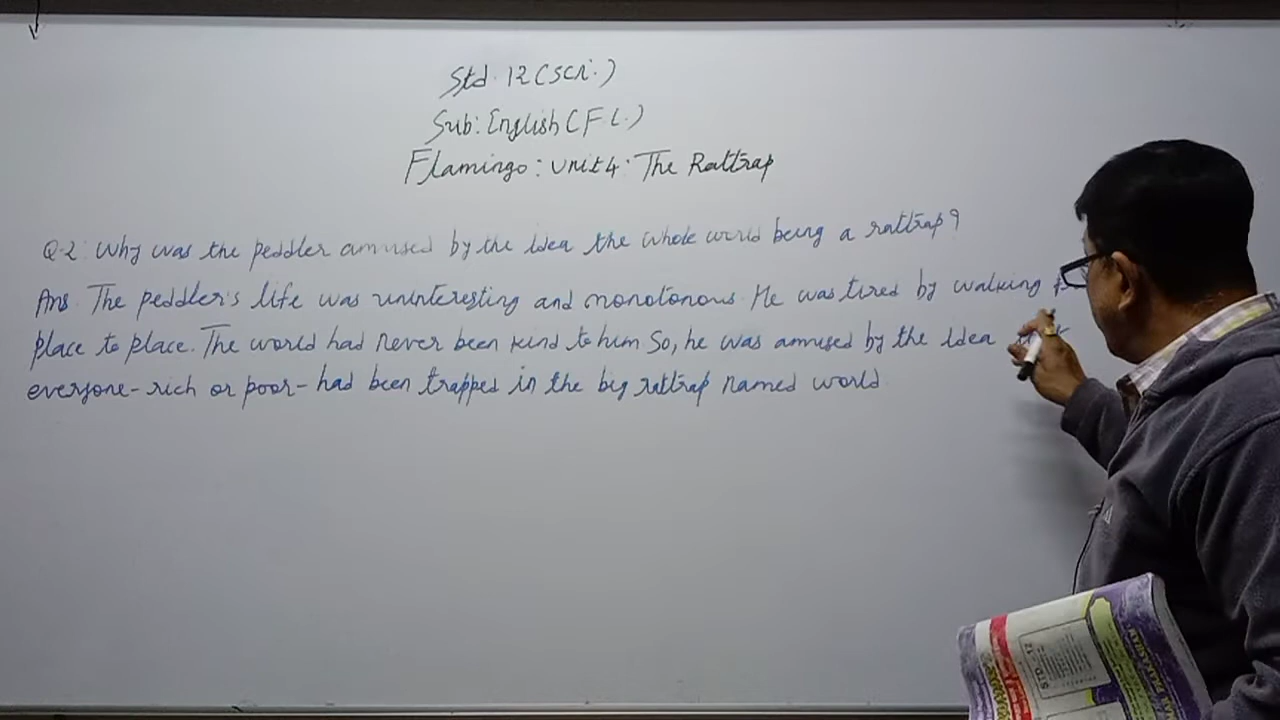 Std. 12 (Sci.)
Sub: English (F L.)
Flamingo: Unit 4: The Rattrap
Q-2: Why was the peddler amused by the idea the whole world being a rattrap?
Ans. The peddler's life was uninteresting and monotonous. He was tired by walking
place to place. The world had never been kind to him So, he was amused by the idea
everyone-rich or poor-had been trapped in the big rattrap named world
STD - 12